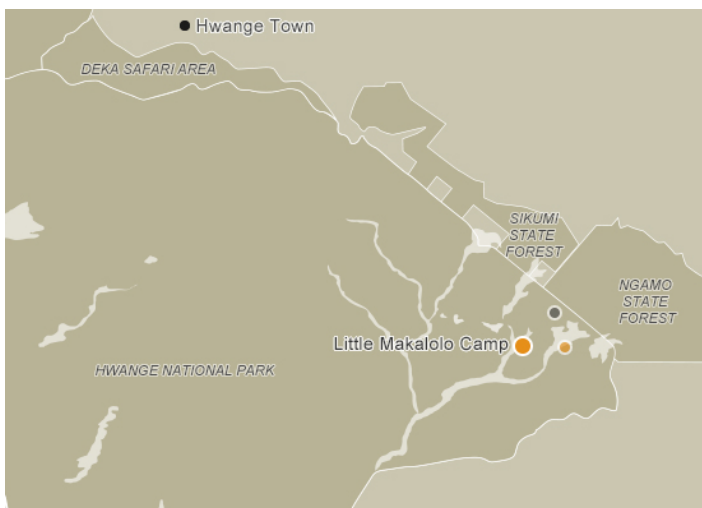 Hwange Town
DEKA SAFARI AREA
SIKUMI
STATE
FOREST
NGAMO
STATE
FOREST
Little Makalolo Camp
HWANGE NATIONAL PARK